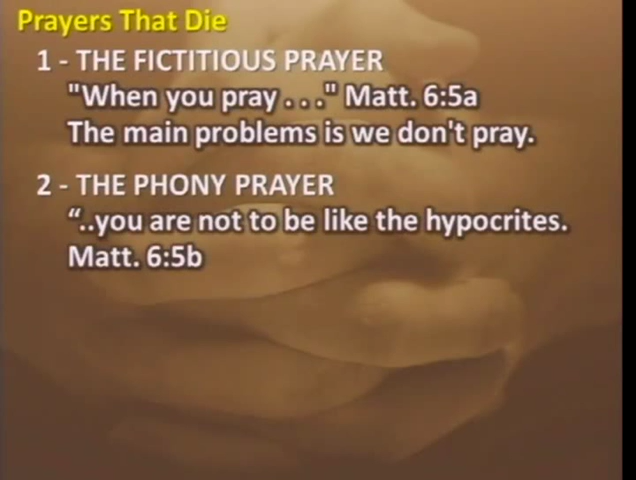 Prayers That Die
1 - THE FICTITIOUS PRAYER
"When you pray . . ." Matt. 6:5a
The main problems is we don't pray.
2 - THE PHONY PRAYER
“..you are not to be like the hypocrites.
Matt. 6:5b